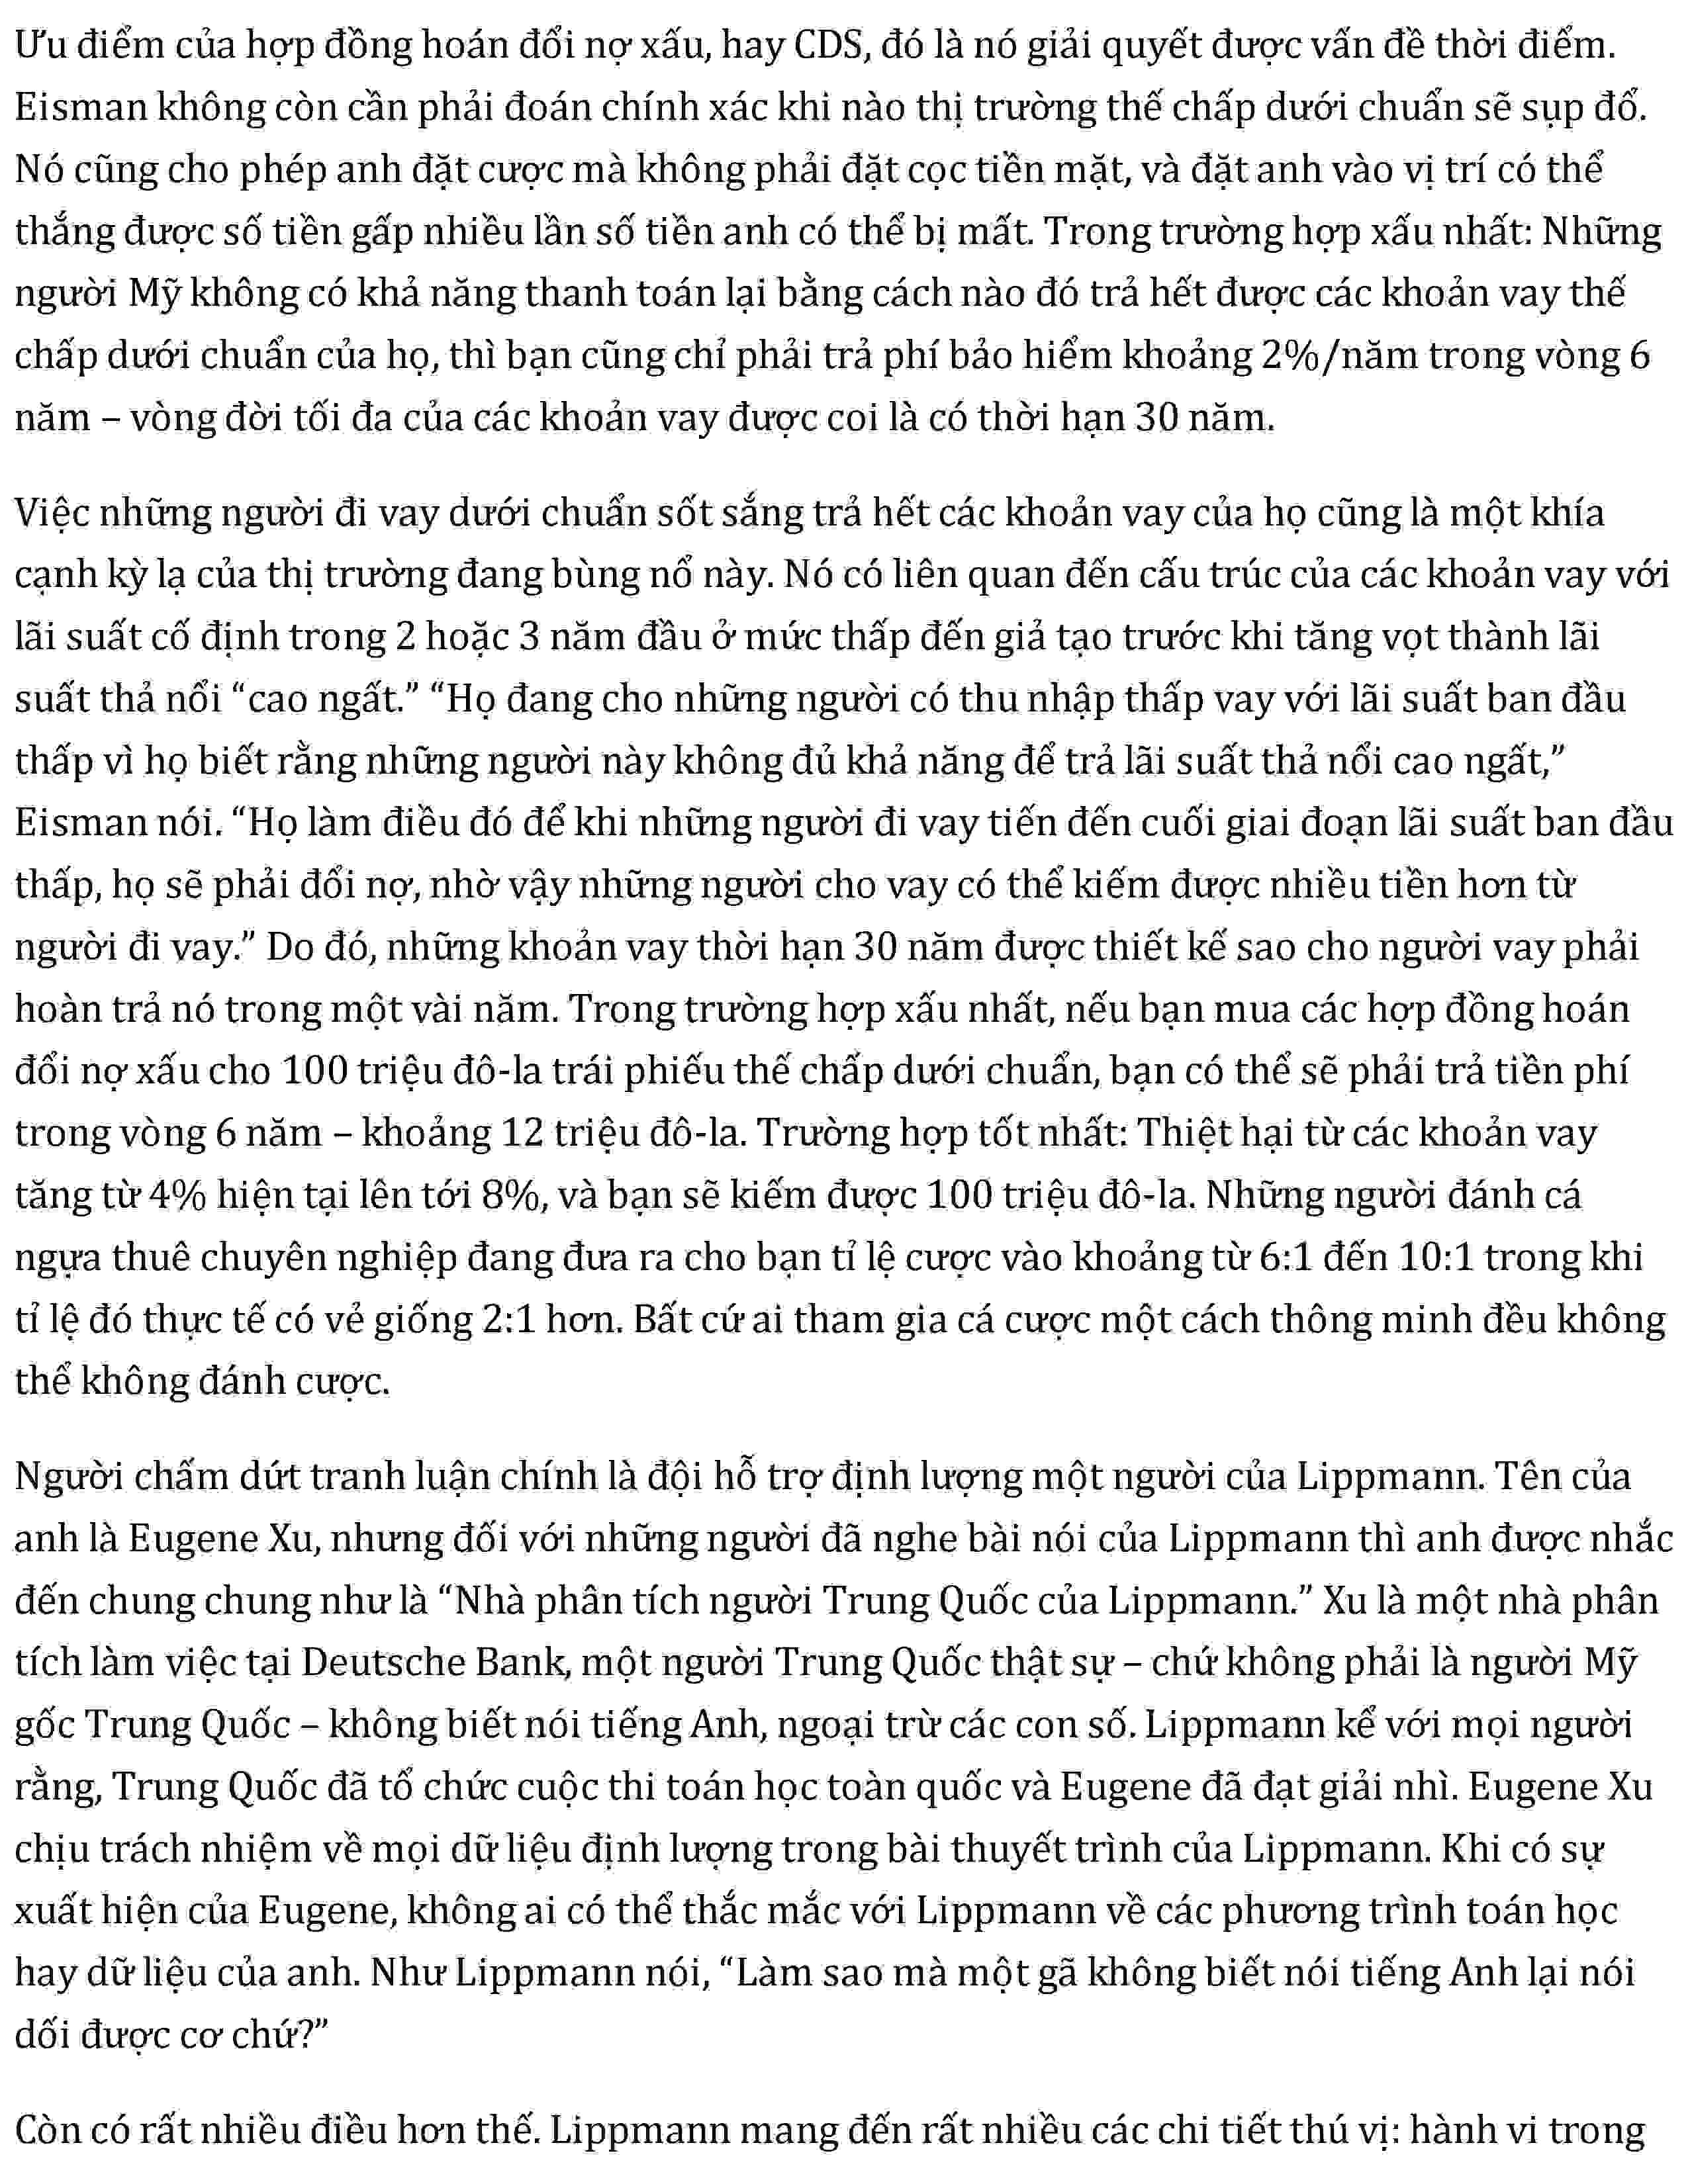 Ưu điểm của hợp đồng hoán đổi nợ xấu, hay CDS, đó là nó giải quyết được vấn đề thời điểm.
Eisman không còn cần phải đoán chính xác khi nào thị trường thế chấp dưới chuẩn sẽ sụp đổ.
Nó cũng cho phép anh đặt cược mà không phải đặt cọc tiền mặt, và đặt anh vào vị trí có thể
thắng được số tiền gấp nhiều lần số tiền anh có thể bị mất. Trong trường hợp xấu nhất: Những
người Mỹ không có khả năng thanh toán lại bằng cách nào đó trả hết được các khoản vay thế
chấp dưới chuẩn của họ, thì bạn cũng chỉ phải trả phí bảo hiểm khoảng 2%/năm trong vòng 6
năm – vòng đời tối đa của các khoản vay được coi là có thời hạn 30 năm.
Việc những người đi vay dưới chuẩn sốt sắng trả hết các khoản vay của họ cũng là một khía
cạnh kỳ lạ của thị trường đang bùng nổ này. Nó có liên quan đến cấu trúc của các khoản vay với
lãi suất cố định trong 2 hoặc 3 năm đầu ở mức thấp đến giả tạo trước khi tăng vọt thành lãi
suất thả nổi “cao ngất.” “Họ đang cho những người có thu nhập thấp vay với lãi suất ban đầu
thấp vì họ biết rằng những người này không đủ khả năng để trả lãi suất thả nổi cao ngất,”
Eisman nói. “Họ làm điều đó để khi những người đi vay tiến đến cuối giai đoạn lãi suất ban đầu
thấp, họ sẽ phải đổi nợ, nhờ vậy những người cho vay có thể kiếm được nhiều tiền hơn từ
người đi vay.” Do đó, những khoản vay thời hạn 30 năm được thiết kế sao cho người vay phải
hoàn trả nó trong một vài năm. Trong trường hợp xấu nhất, nếu bạn mua các hợp đồng hoán
đổi nợ xấu cho 100 triệu đô-la trái phiếu thế chấp dưới chuẩn, bạn có thể sẽ phải trả tiền phí
trong vòng 6 năm – khoảng 12 triệu đô-la. Trường hợp tốt nhất: Thiệt hại từ các khoản vay
tăng từ 4% hiện tại lên tới 8%, và bạn sẽ kiếm được 100 triệu đô-la. Những người đánh cá
ngựa thuê chuyên nghiệp đang đưa ra cho bạn tỉ lệ cược vào khoảng từ 6:1 đến 10:1 trong khi
tỉ lệ đó thực tế có vẻ giống 2:1 hơn. Bất cứ ai tham gia cá cược một cách thông minh đều không
thể không đánh cược.
Người chấm dứt tranh luận chính là đội hỗ trợ định lượng một người của Lippmann. Tên của
anh là Eugene Xu, nhưng đối với những người đã nghe bài nói của Lippmann thì anh được nhắc
đến chung chung như là “Nhà phân tích người Trung Quốc của Lippmann.” Xu là một nhà phân
tích làm việc tại Deutsche Bank, một người Trung Quốc thật sự – chứ không phải là người Mỹ
gốc Trung Quốc – không biết nói tiếng Anh, ngoại trừ các con số. Lippmann kể với mọi người
rằng, Trung Quốc đã tổ chức cuộc thi toán học toàn quốc và Eugene đã đạt giải nhì. Eugene Xu
chịu trách nhiệm về mọi dữ liệu định lượng trong bài thuyết trình của Lippmann. Khi có sự
xuất hiện của Eugene, không ai có thể thắc mắc với Lippmann về các phương trình toán học
hay dữ liệu của anh. Như Lippmann nói, “Làm sao mà một gã không biết nói tiếng Anh lại nói
dối được cơ chứ?”
Còn có rất nhiều điều hơn thế. Lippmann mang đến rất nhiều các chi tiết thú vị: hành vi trong